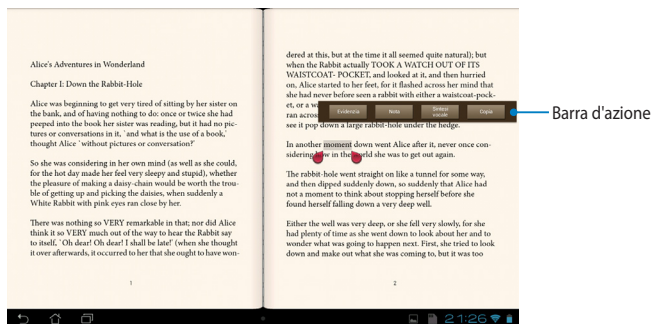 Alice's Adventures in Wonderland
Chapter I: Down the Rabbit-Hole
Alice was beginning to get very tired of sitting by her sister on
the bank, and of having nothing to do: once or twice she had
peeped into the book her sister was reading, but it had no pic-
tures or conversations in it, `and what is the use of a book,'
thought Alice `without pictures or conversation?'
So she was considering in her own mind (as well as she could,
for the hot day made her feel very sleepy and stupid), whether
the pleasure of making a daisy-chain would be worth the trou-
ble of getting up and picking the daisies, when suddenly a
White Rabbit with pink eyes ran close by her.
There was nothing so VERY remarkable in that; nor did Alice
think it so VERY much out of the way to hear the Rabbit say
to itself, `Oh dear! Oh dear! I shall be late!' (when she thought
it over afterwards, it occurred to her that she ought to have won-
1
dered at this, but at the time it all seemed quite natural); but
when the Rabbit actually TOOK A WATCH OUT OF ITS
WAISTCOAT- POCKET, and looked at it, and then hurried
on, Alice started to her feet, for it flashed across her mind that
she had never before seen a rabbit with either a waistcoat-pock-
et, or a
ran across
see it pop down a large rabbit-hole under the hedge.
Evidenzia Nota Sintesi vocale Copia
Barra d'azione
In another moment down went Alice after it, never once con-
sidering how in the world she was to get out again.
The rabbit-hole went straight on like a tunnel for some way,
and then dipped suddenly down, so suddenly that Alice had
not a moment to think about stopping herself before she
found herself falling down a very deep well.
Either the well was very deep, or she fell very slowly, for she
had plenty of time as she went down to look about her and to
wonder what was going to happen next. First, she tried to look
down and make out what she was coming to, but it was too
2
21:26